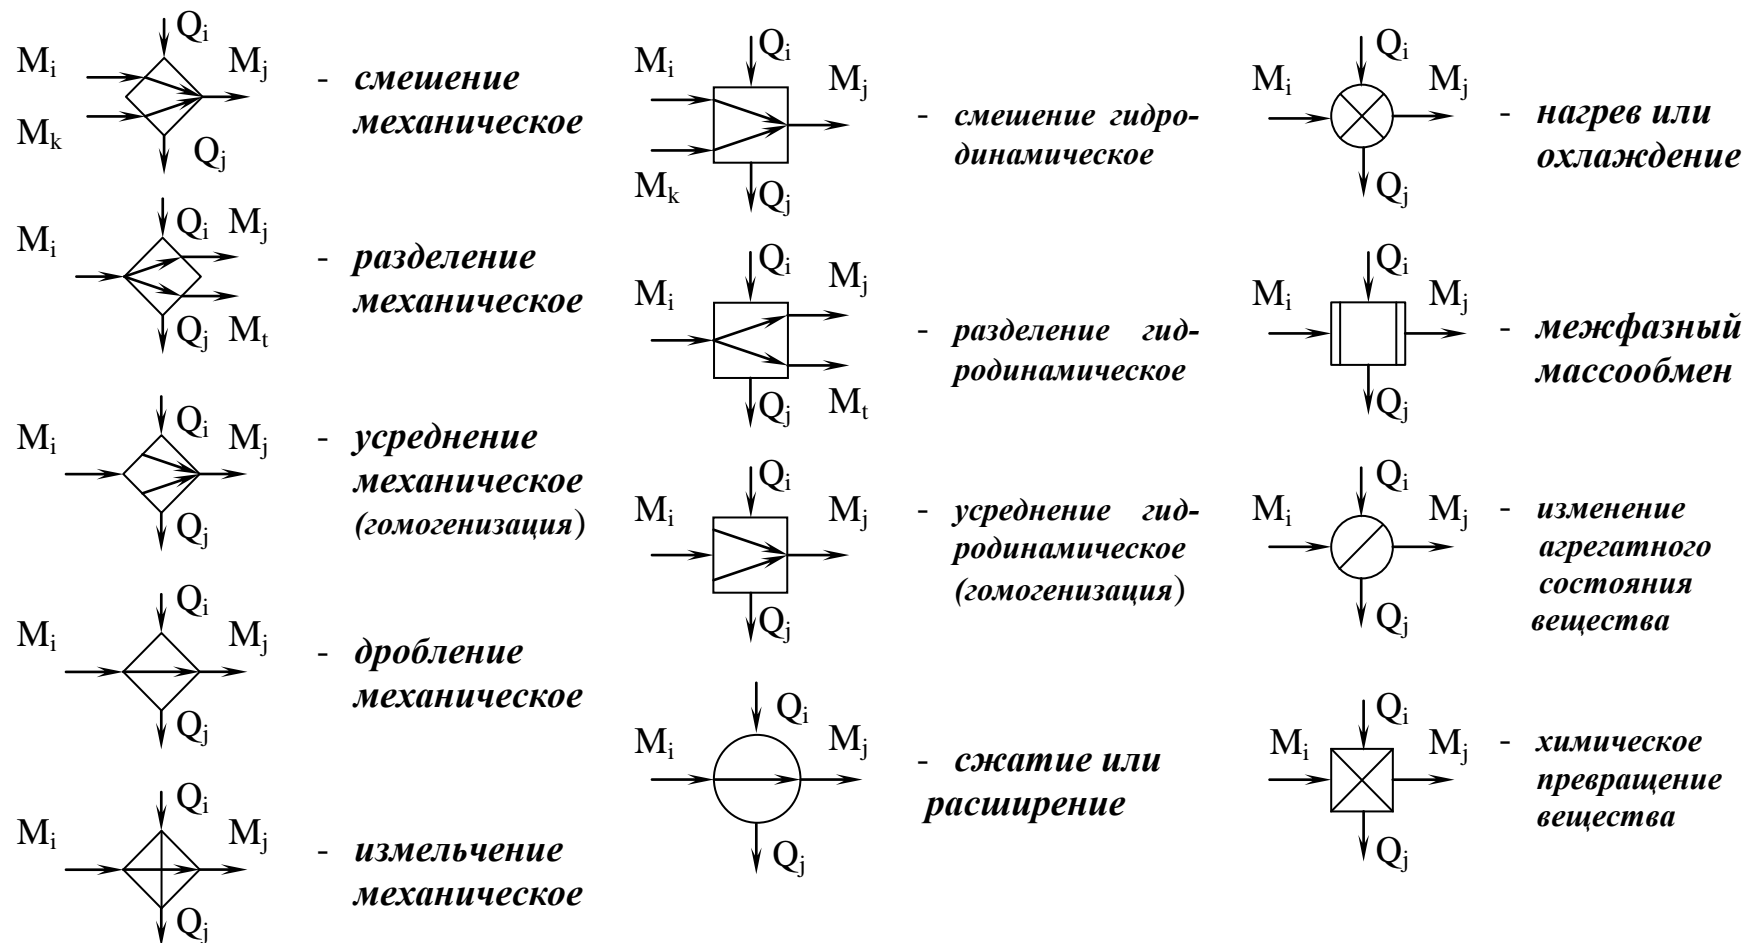 Qi
Mi
Mj
- смешение
механическое
Mk
Qj
Qi
Mi
Mj
- разделение
механическое
Qj
Mt
Qi
Mi
Mj
- усреднение
механическое
(гомогенизация)
Qj
Qi
Mi
Mj
- дробление
механическое
Qj
Qi
Mi
Mj
- измельчение
механическое
Qj
Qi
Mi
Mj
- смешение гидро-
динамическое
Mk
Qj
Qi
Mi
Mj
- разделение гид-
родинамическое
Qj
Mt
Qi
Mi
Mj
- усреднение гид-
родинамическое
(гомогенизация)
Qj
Qi
Mi
Mj
- сжатие или
расширение
Qj
Qi
Mi
Mj
- нагрев или
охлаждение
Qj
Qi
Mi
Mj
- межфазный
массообмен
Qj
Qi
Mi
Mj
- изменение
агрегатного
состояния
вещества
Qj
Qi
Mi
Mj
- химическое
превращение
вещества
Qj